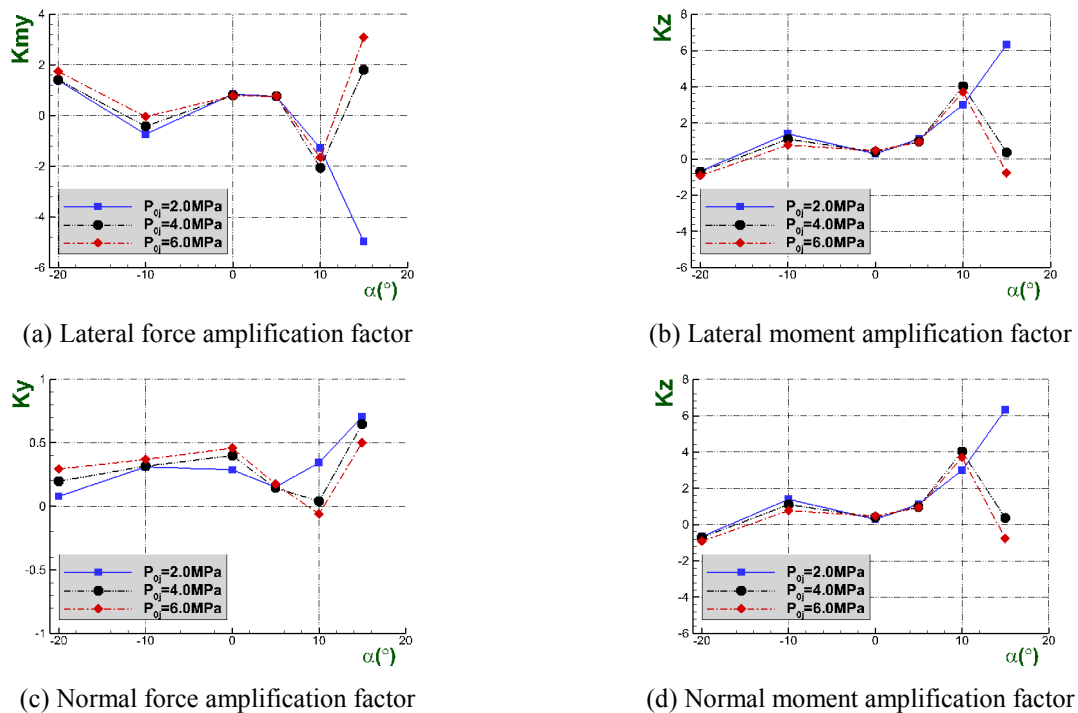 Kmy
4
2
0
-2
-4
-6
P0j=2.0MPa
P0j=4.0MPa
P0j=6.0MPa
-20 -10 0 10 20
α(°)
(a) Lateral force amplification factor
Kz
8
6
4
2
0
-2
-4
-6
P0j=2.0MPa
P0j=4.0MPa
P0j=6.0MPa
-20 -10 0 10 20
α(°)
(b) Lateral moment amplification factor
Ky
1
0.5
0
-0.5
-1
P0j=2.0MPa
P0j=4.0MPa
P0j=6.0MPa
-20 -10 0 10 20
α(°)
(c) Normal force amplification factor
Kz
8
6
4
2
0
-2
-4
-6
P0j=2.0MPa
P0j=4.0MPa
P0j=6.0MPa
-20 -10 0 10 20
α(°)
(d) Normal moment amplification factor